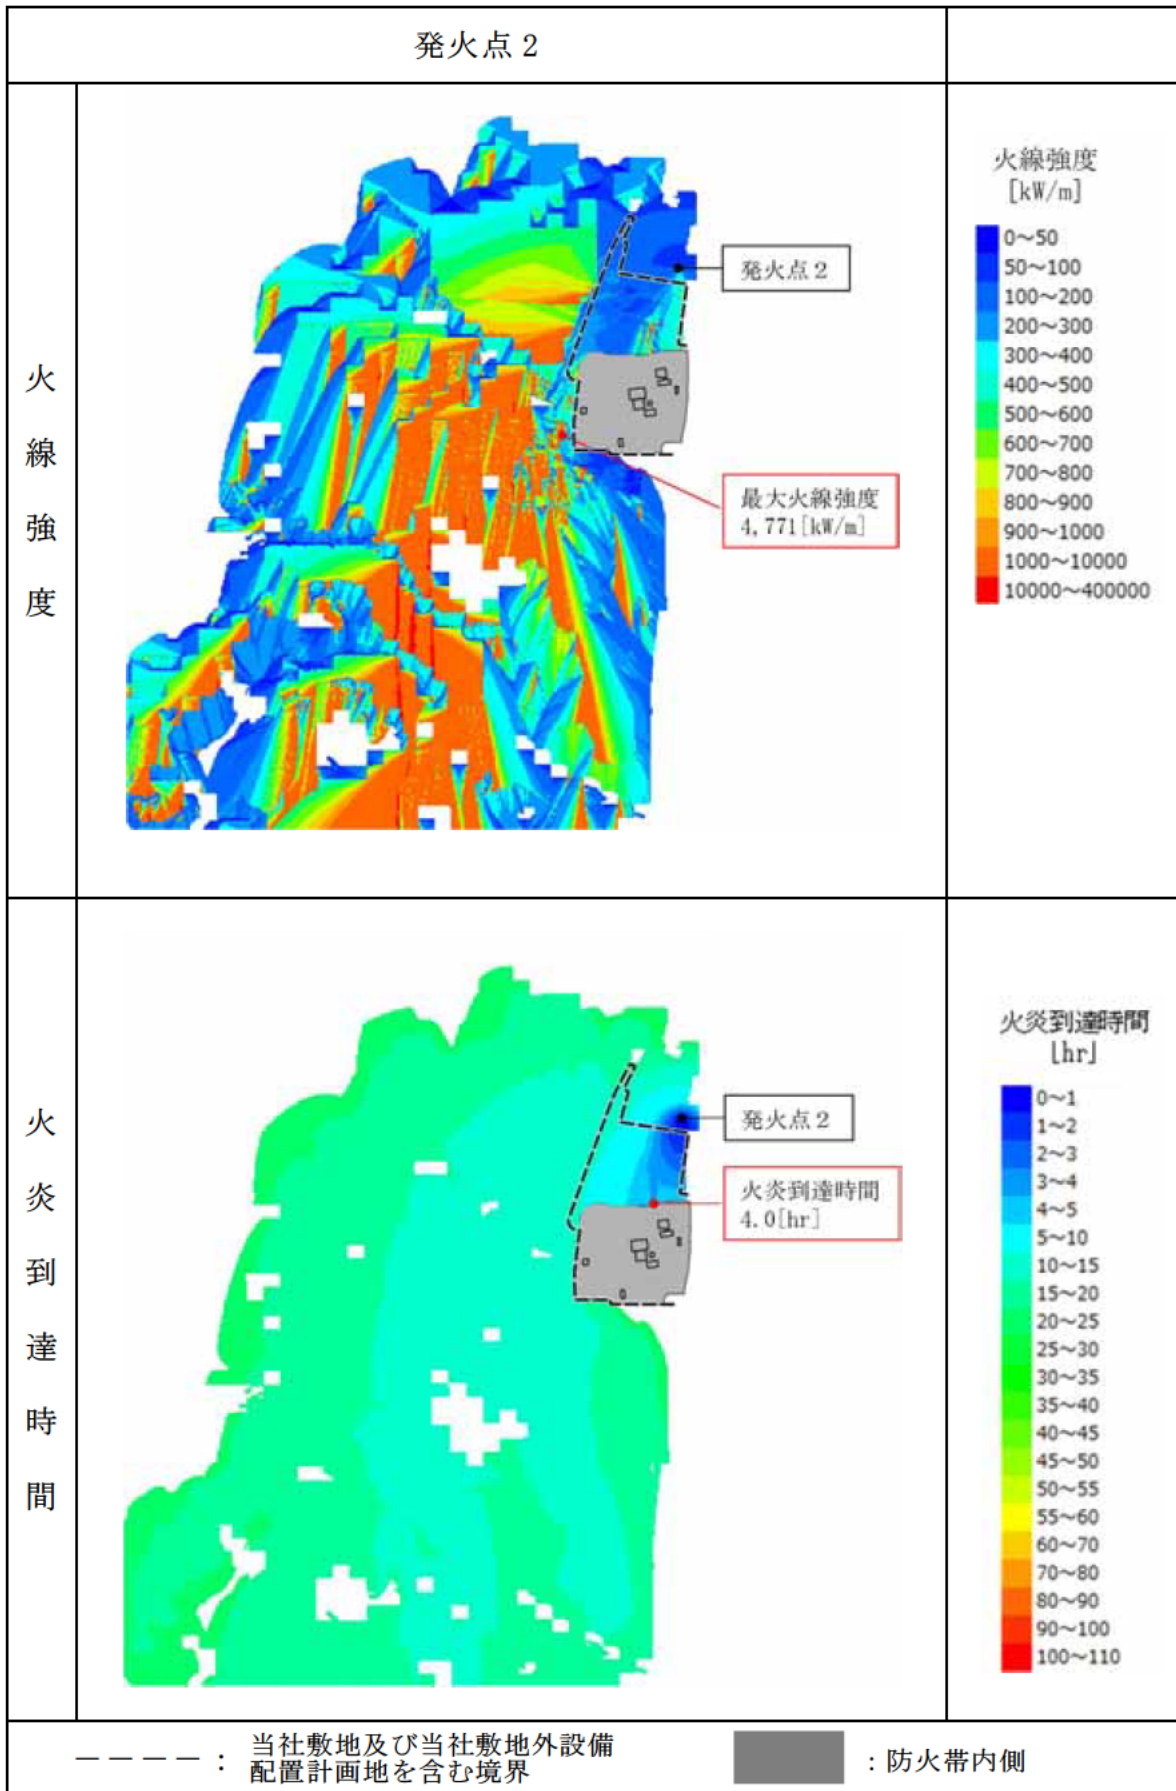 発火点２
火線強度
火線強度
[kW/m]
0～50
50～100
100～200
200～300
300～400
400～500
500～600
600～700
700～800
800～900
900～1000
1000～10000
10000～400000
発火点２
最大火線強度
4,771[kW/m]
火炎到達時間
火炎到達時間
[hr]
0～1
1～2
2～3
3～4
4～5
5～10
10～15
15～20
20～25
25～30
30～35
35～40
40～45
45～50
50～55
55～60
60～70
70～80
80～90
90～100
100～110
発火点２
火炎到達時間
4.0[hr]
：当社敷地及び当社敷地外設備
配置計画地を含む境界
：防火帯内側